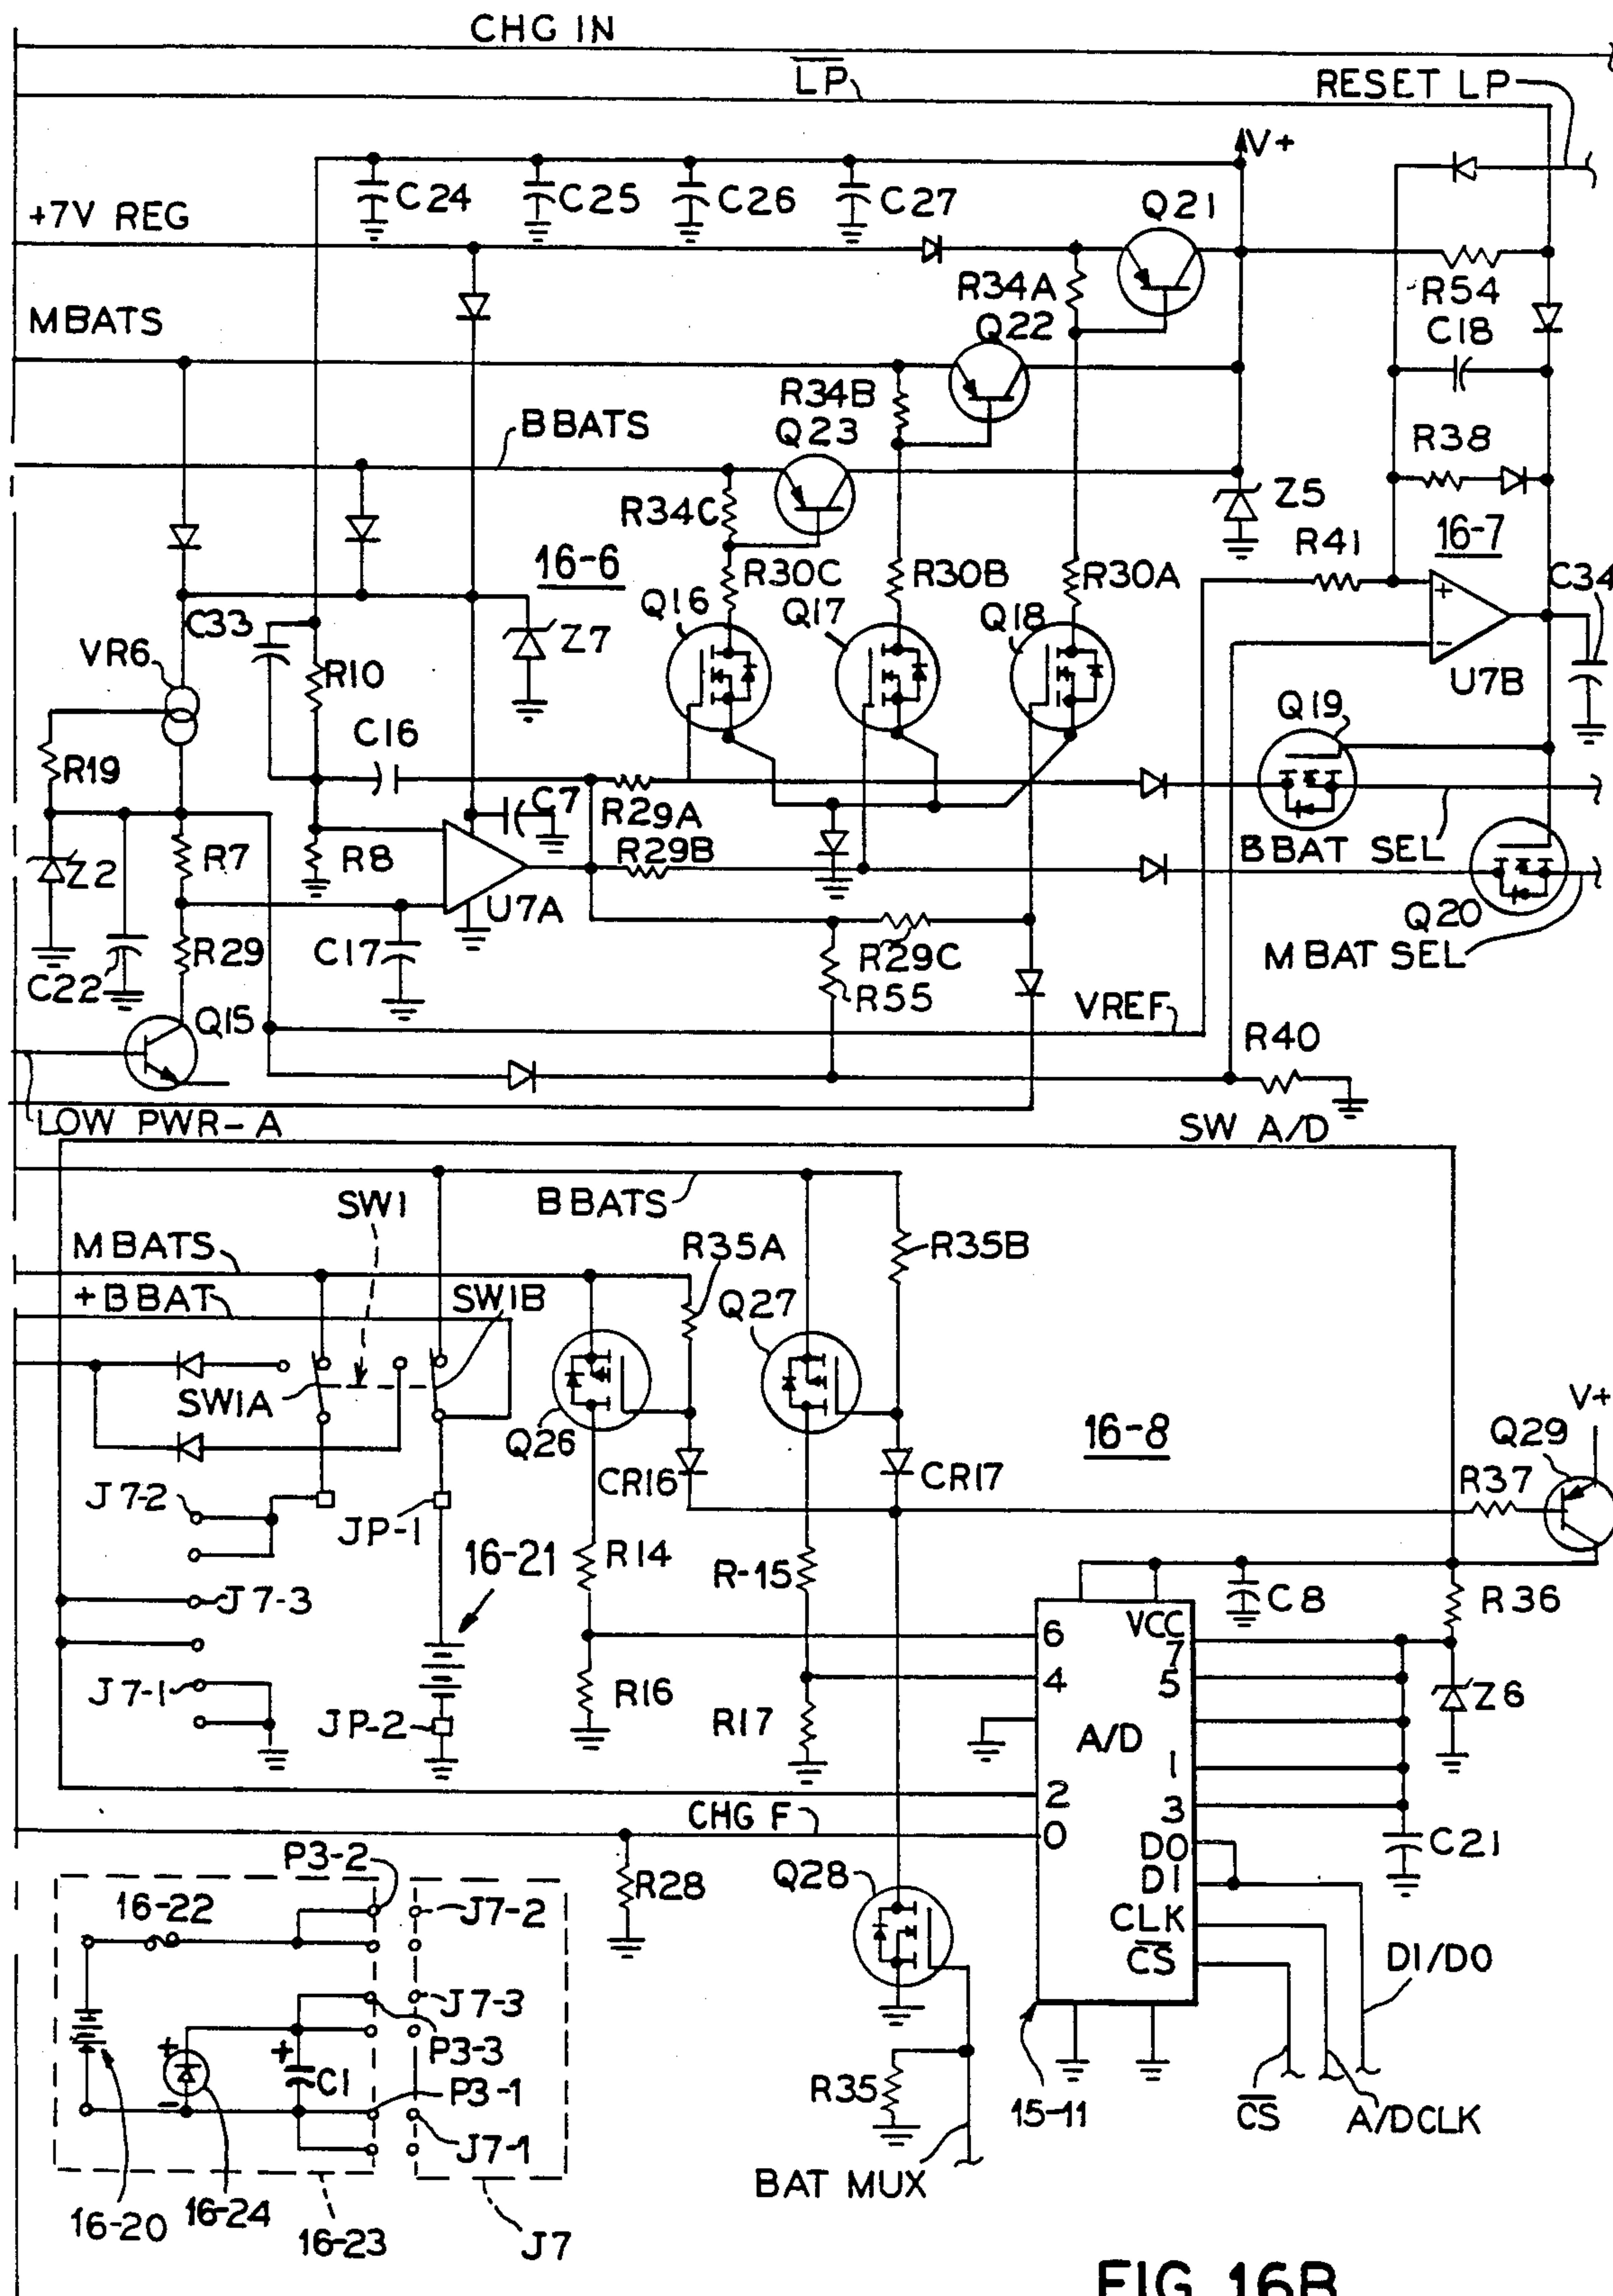 CHG IN
LP
RESET LP
V+
C24
C25
C26
C27
Q21
+7V REG
R34A
R54
Q22
C18
MBATS
R34B
Q23
BBATS
R38
R34C
Z5
16-7
R41
16-6
R30C
R30B
R30A
C34
Q16
Q17
Q18
C33
VR6
Z7
+
-
R10
U7B
Q19
C16
R19
C7
R29A
R29B
BBAT SEL
R7
R8
Z2
U7A
Q20
R29
C17
R29C
MBAT SEL
C22
R55
Q15
VREF
R40
LOW PWR-A
SW A/D
BBATS
SW1
R35A
R35B
MBATS
+BBAT
SW1B
Q27
SW1A
V+
16-8
Q29
Q26
CR16
CR17
R37
J7-2
JP-1
16-21
R14
R-15
C8
R36
J7-3
6
VCC
7
4
5
J7-1
R16
Z6
JP-2
R17
A/D
1
2
3
CHG F
0
C21
P3-2
DO
DI
R28
Q28
16-22
J7-2
CLK
CS
DI/DO
J7-3
+
+
P3-3
C1
P3-1
R35
-
15-11
CS
A/DCLK
J7-1
BAT MUX
16-20
16-24
16-23
J7
FIG. 16B